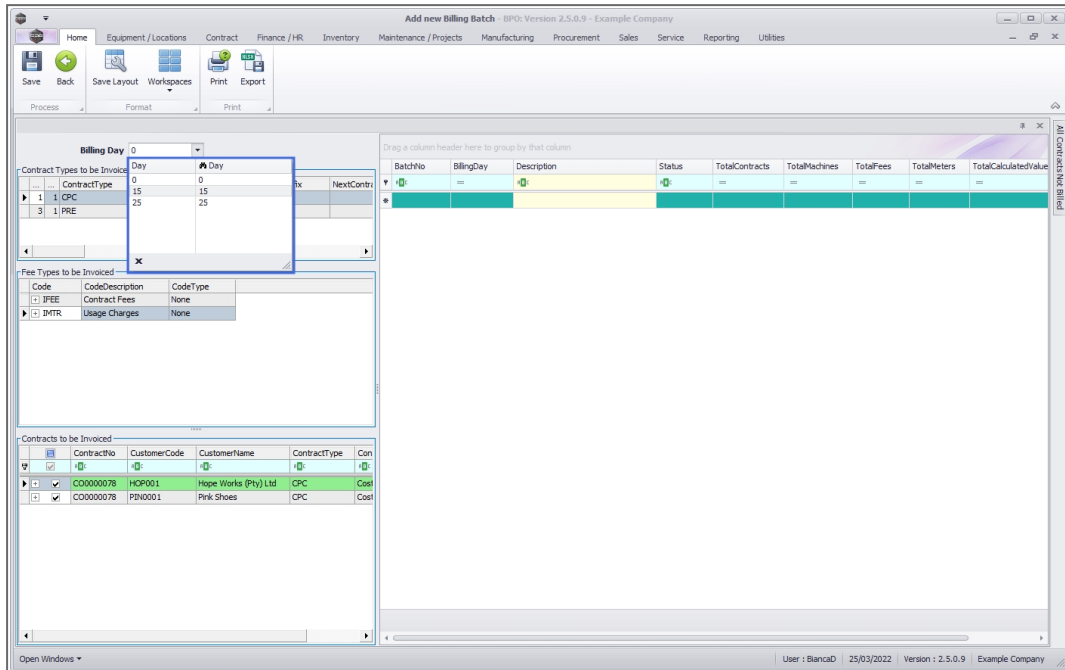 Add new Billing Batch - BPO: Version 2.5.0.9 - Example Company
Home Equipment / Locations Contract Finance / HR Inventory Maintenance / Projects Manufacturing Procurement Sales Service Reporting Utilities
Save Back Save Layout Workspaces Print Export
Process Format Print
All Contracts Not Billed
Billing Day 0
Day Day
0 0
15 15
25 25
Contract Types to be Invoice
... ... ContractType fix NextContra
1 1 CPC
3 1 PRE
Fee Types to be Invoiced
Code CodeDescription CodeType
IFEE Contract Fees None
IMTR Usage Charges None
Contracts to be Invoiced
ContractNo CustomerCode CustomerName ContractType Con
CO0000078 HOP001 Hope Works (Pty) Ltd CPC Cost
CO0000078 PIN0001 Pink Shoes CPC Cost
Drag a column header here to group by that column
BatchNo BillingDay Description Status TotalContracts TotalMachines TotalFees TotalMeters TotalCalculatedValue
Open Windows User : BiancaD 25/03/2022 Version : 2.5.0.9 Example Company